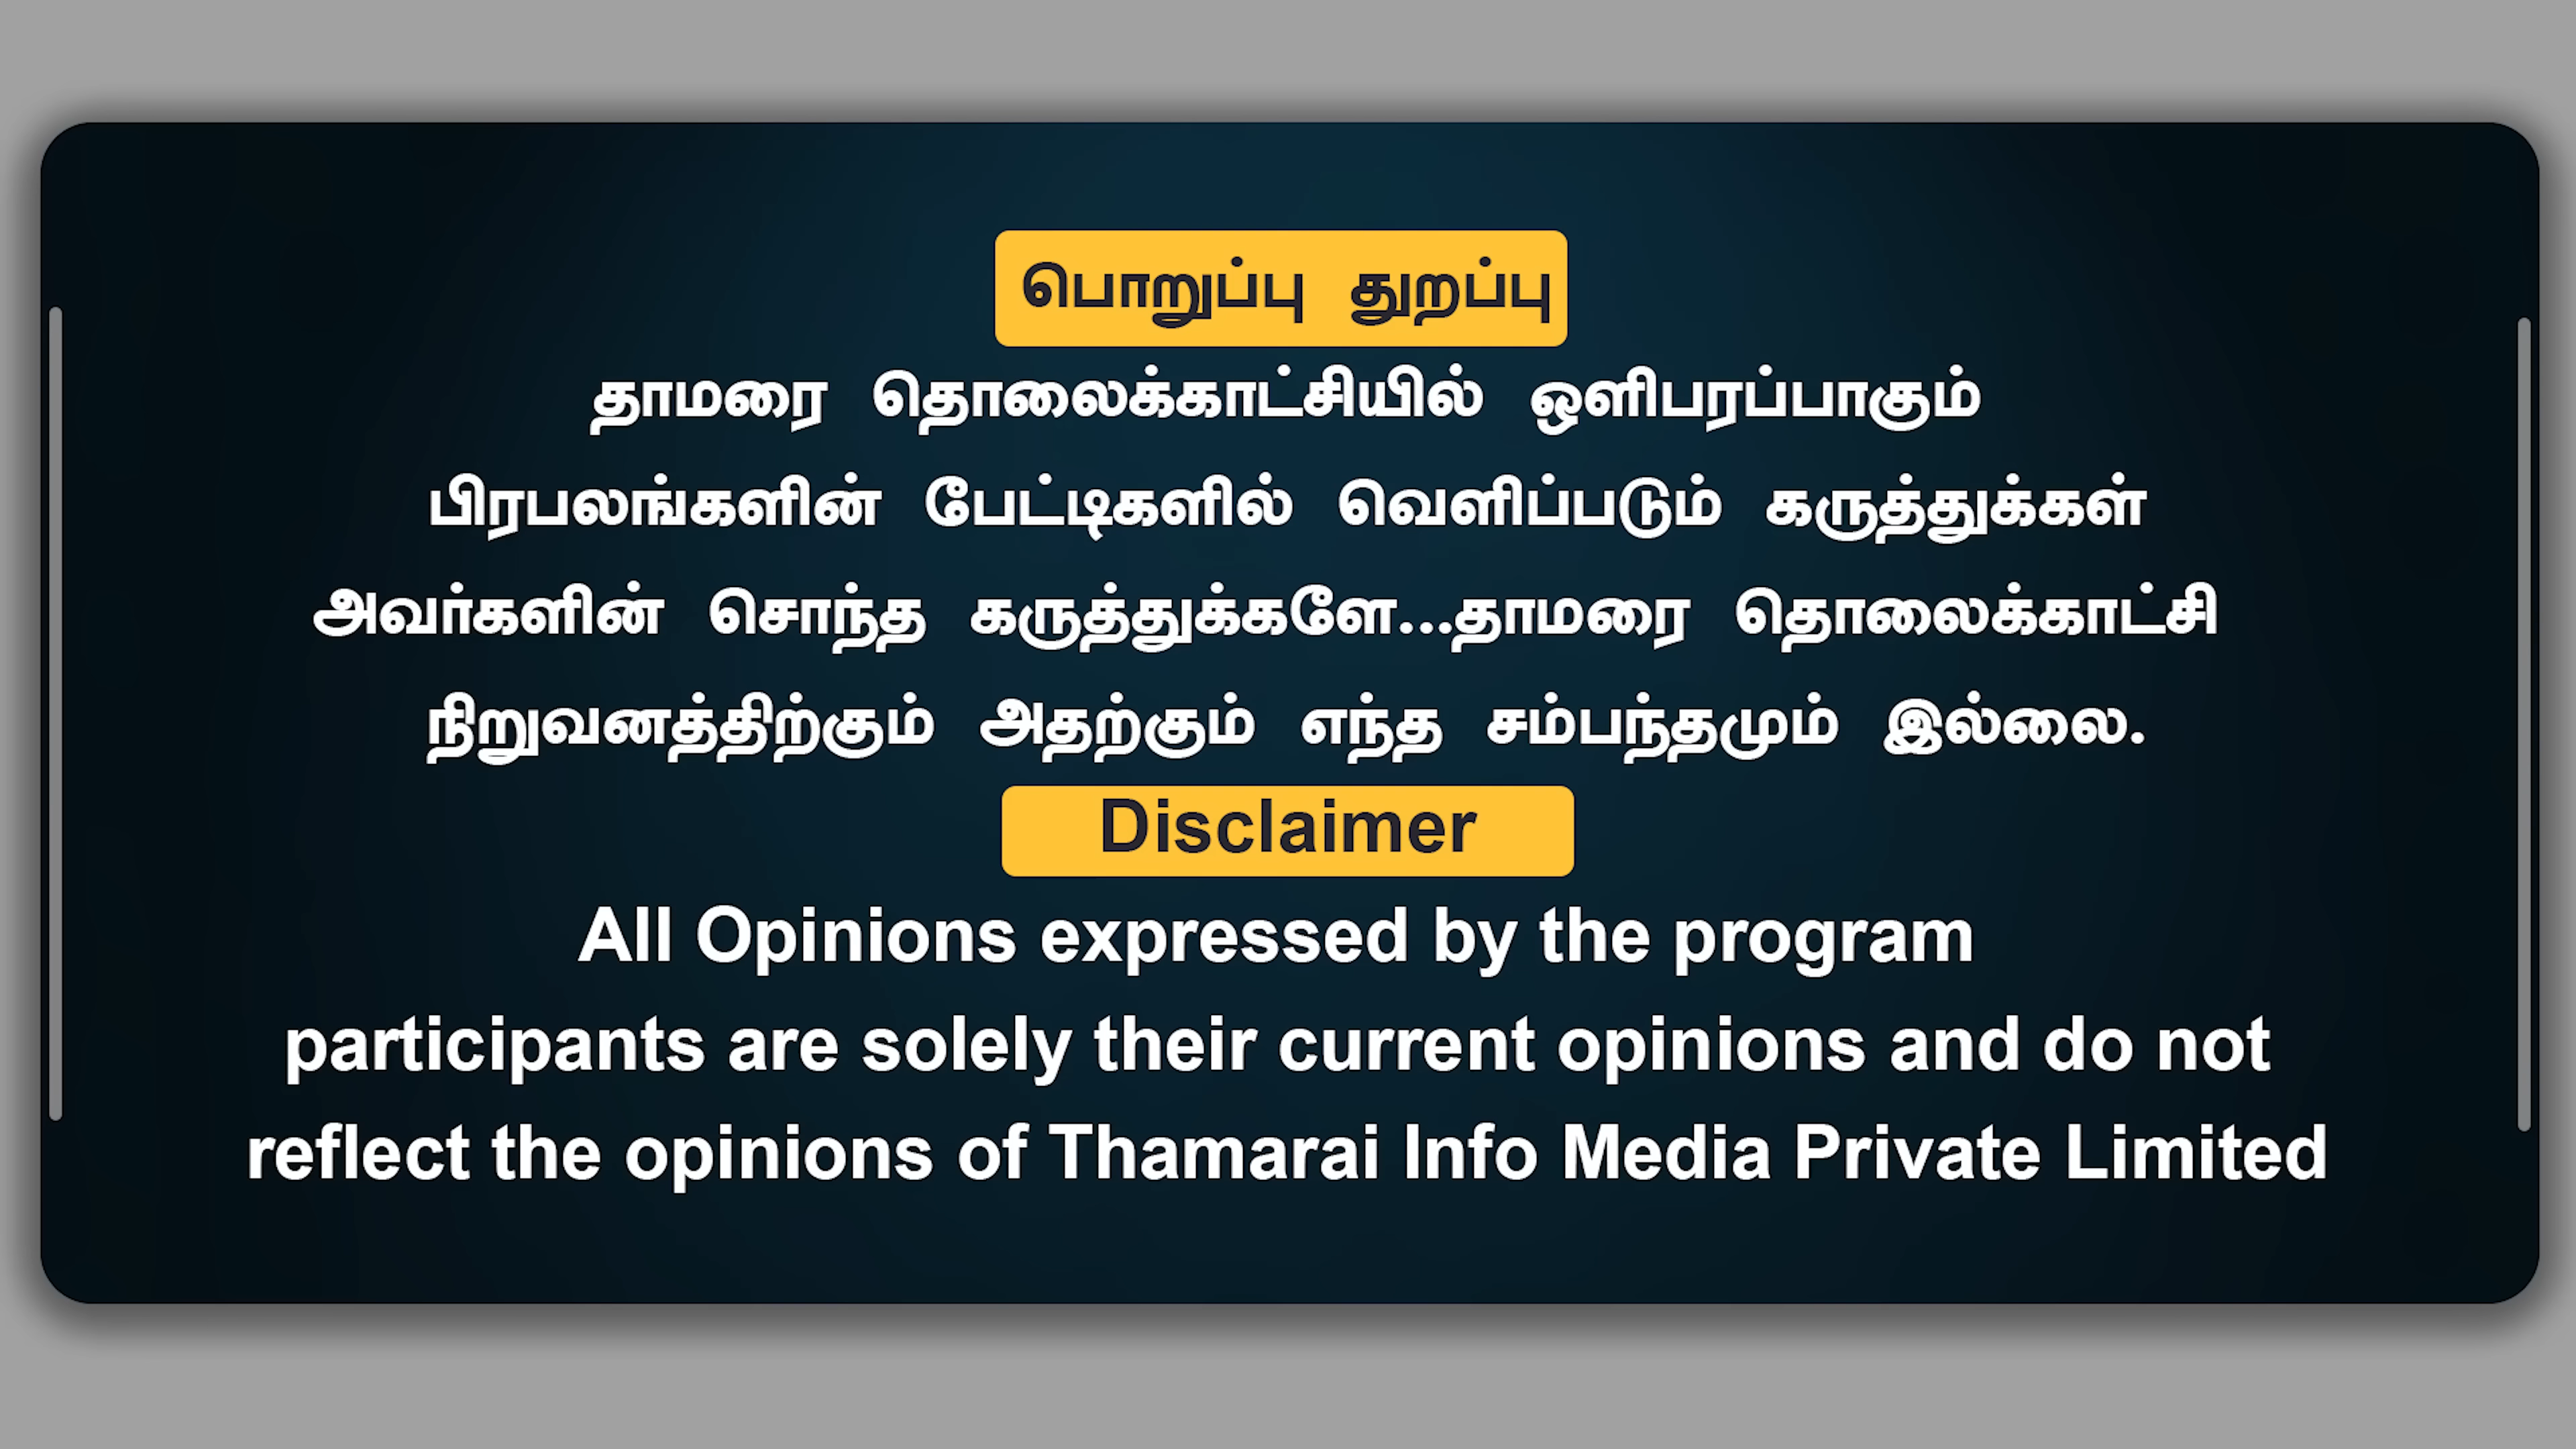 பொறுப்பு துறப்பு
தாமரை தொலைக்காட்சியில் ஒளிபரப்பாகும்
பிரபலங்களின் பேட்டிகளில் வெளிப்படும் கருத்துக்கள்
அவர்களின் சொந்த கருத்துக்களே...தாமரை தொலைக்காட்சி
நிறுவனத்திற்கும் அதற்கும் எந்த சம்பந்தமும் இல்லை.
Disclaimer
All Opinions expressed by the program
participants are solely their current opinions and do not
reflect the opinions of Thamarai Info Media Private Limited